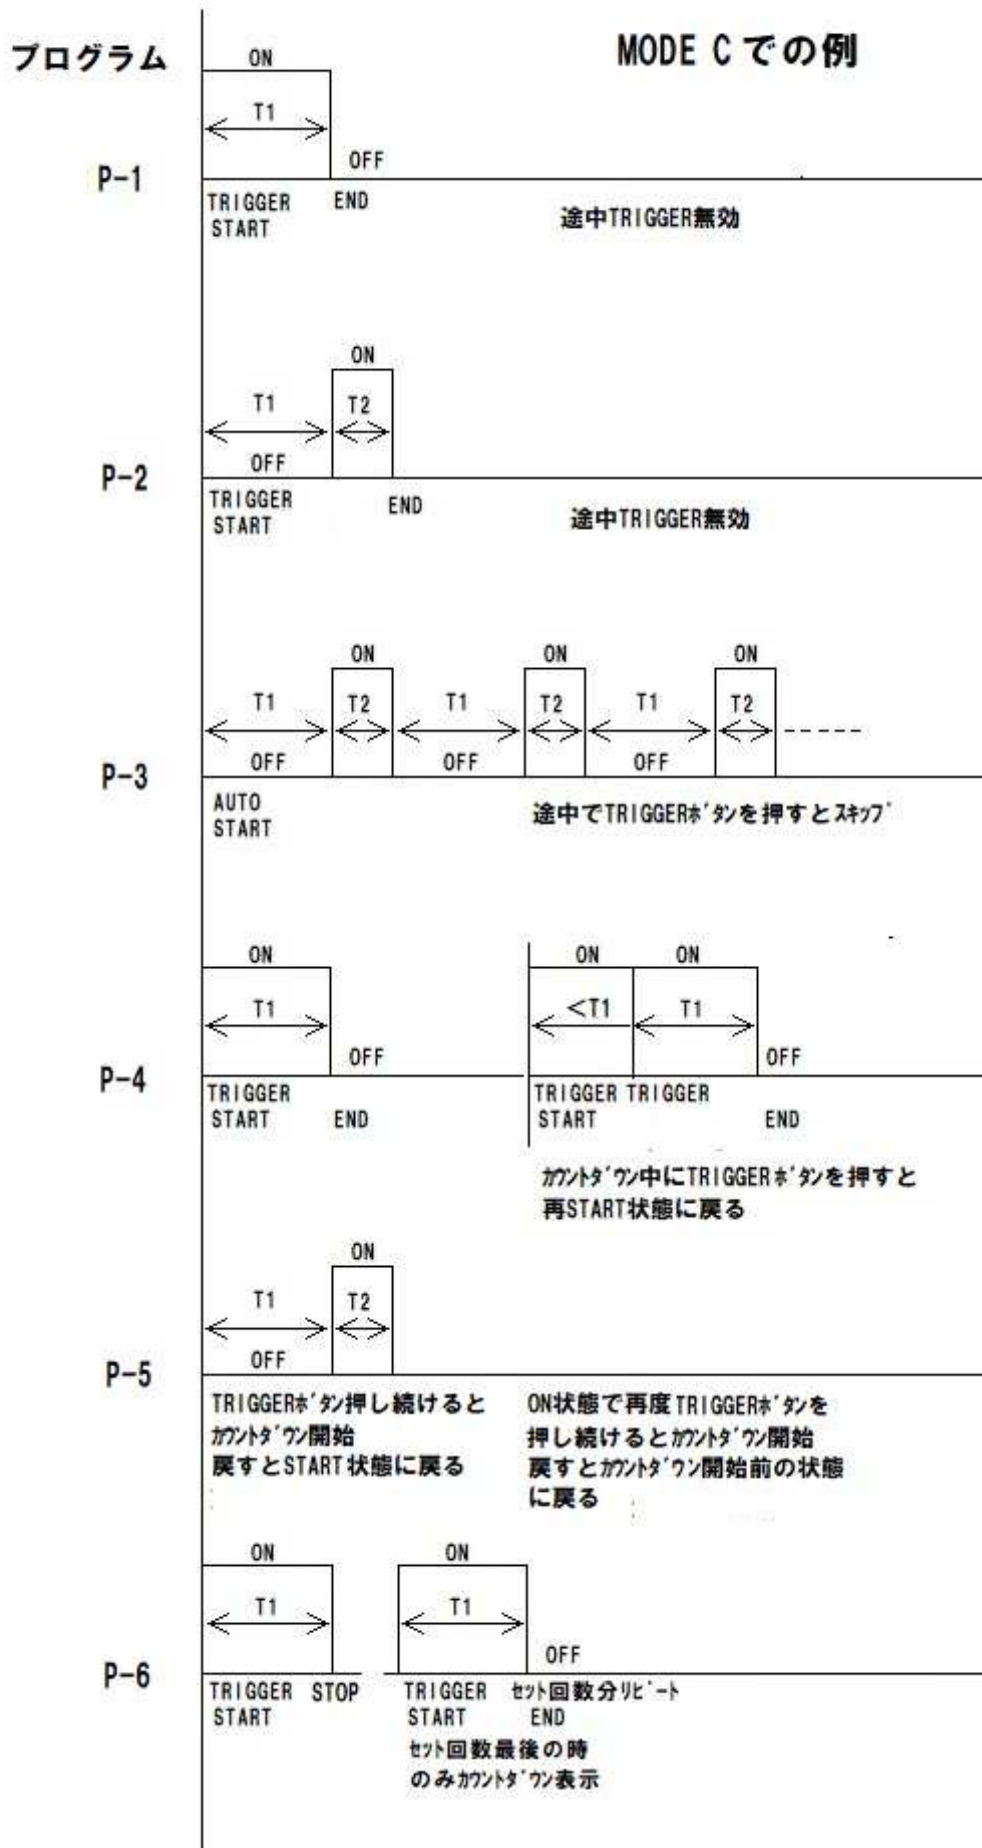 プログラム
MODE C での例
ON
T1
OFF
P-1
TRIGGER START
END
途中TRIGGER無効
ON
T1
T2
OFF
P-2
TRIGGER START
END
途中TRIGGER無効
ON
ON
ON
T1
T2
T1
T2
T1
T2
OFF
OFF
OFF
P-3
AUTO START
途中でTRIGGERボタンを押すとスキップ
ON
ON
ON
T1
<T1
T1
OFF
OFF
P-4
TRIGGER START
END
TRIGGER START
TRIGGER
END
カウントダウン中にTRIGGERボタンを押すと
再START状態に戻る
ON
T1
T2
OFF
P-5
TRIGGERボタン押し続けると
カウントダウン開始
戻すとSTART状態に戻る
ON状態で再度TRIGGERボタンを
押し続けるとカウントダウン開始
戻すとカウントダウン開始前の状態
に戻る
ON
ON
T1
T1
OFF
P-6
TRIGGER START
STOP
TRIGGER START
セット回数分リピート
END
セット回数最後の時
のみカウントダウン表示